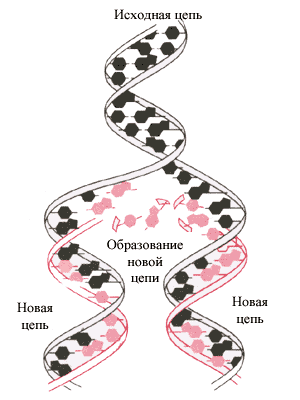 Исходная цепь
Образование
новой
цепи
Новая
цепь
Новая
цепь